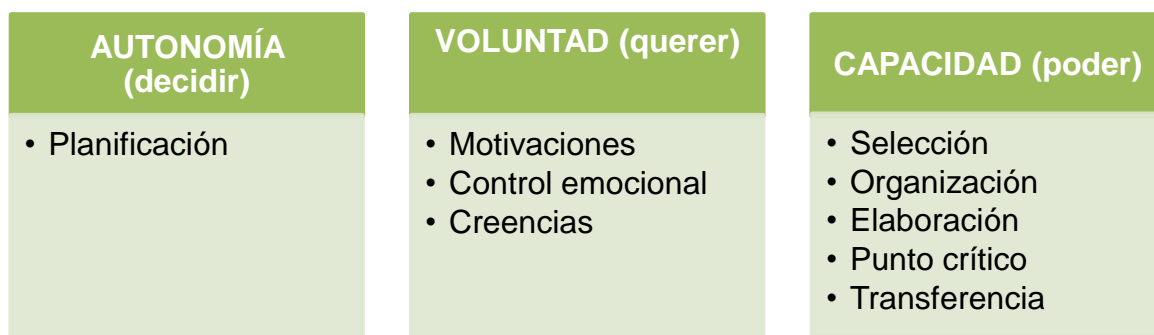 AUTONOMÍA
(decidir)
• Planificación
VOLUNTAD (querer)
• Motivaciones
• Control emocional
• Creencias
CAPACIDAD (poder)
• Selección
• Organización
• Elaboración
• Punto crítico
• Transferencia